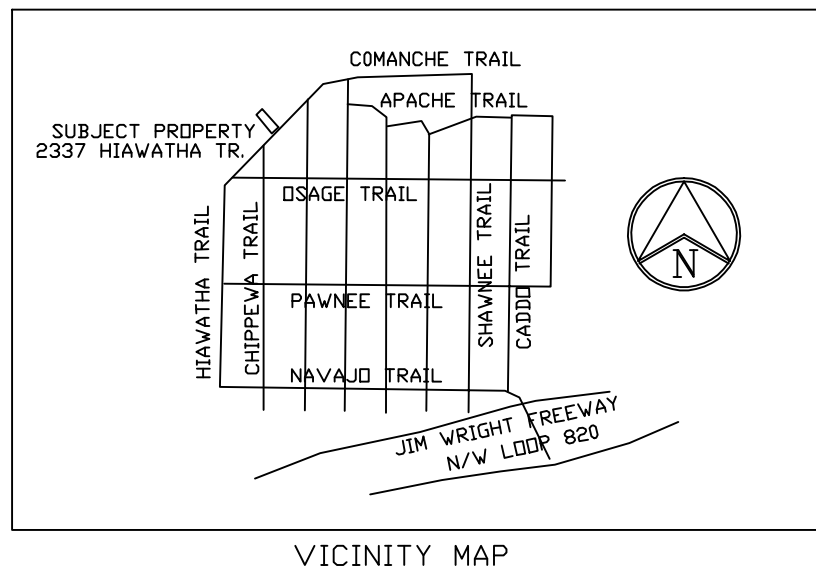 COMANCHE TRAIL
APACHE TRAIL
SUBJECT PROPERTY
2337 HIAWATHA TR.
OSAGE TRAIL
HIAWATHA TRAIL
CHIPPEWA TRAIL
SHAWNEE TRAIL
CADDO TRAIL
N
PAWNEE TRAIL
NAVAJO TRAIL
JIM WRIGHT FREEWAY
N/W LOOP 820
VICINITY MAP